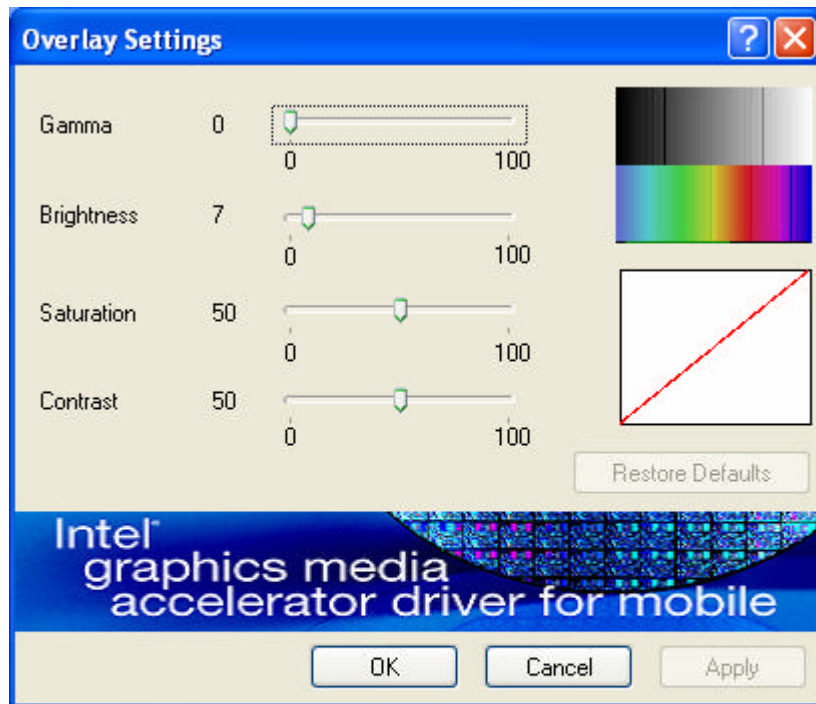 Overlay Settings
?
Gamma 0
0 100
Brightness 7
0 100
Saturation 50
0 100
Contrast 50
0 100
Restore Defaults
Intel
graphics media
accelerator driver for mobile
OK Cancel Apply